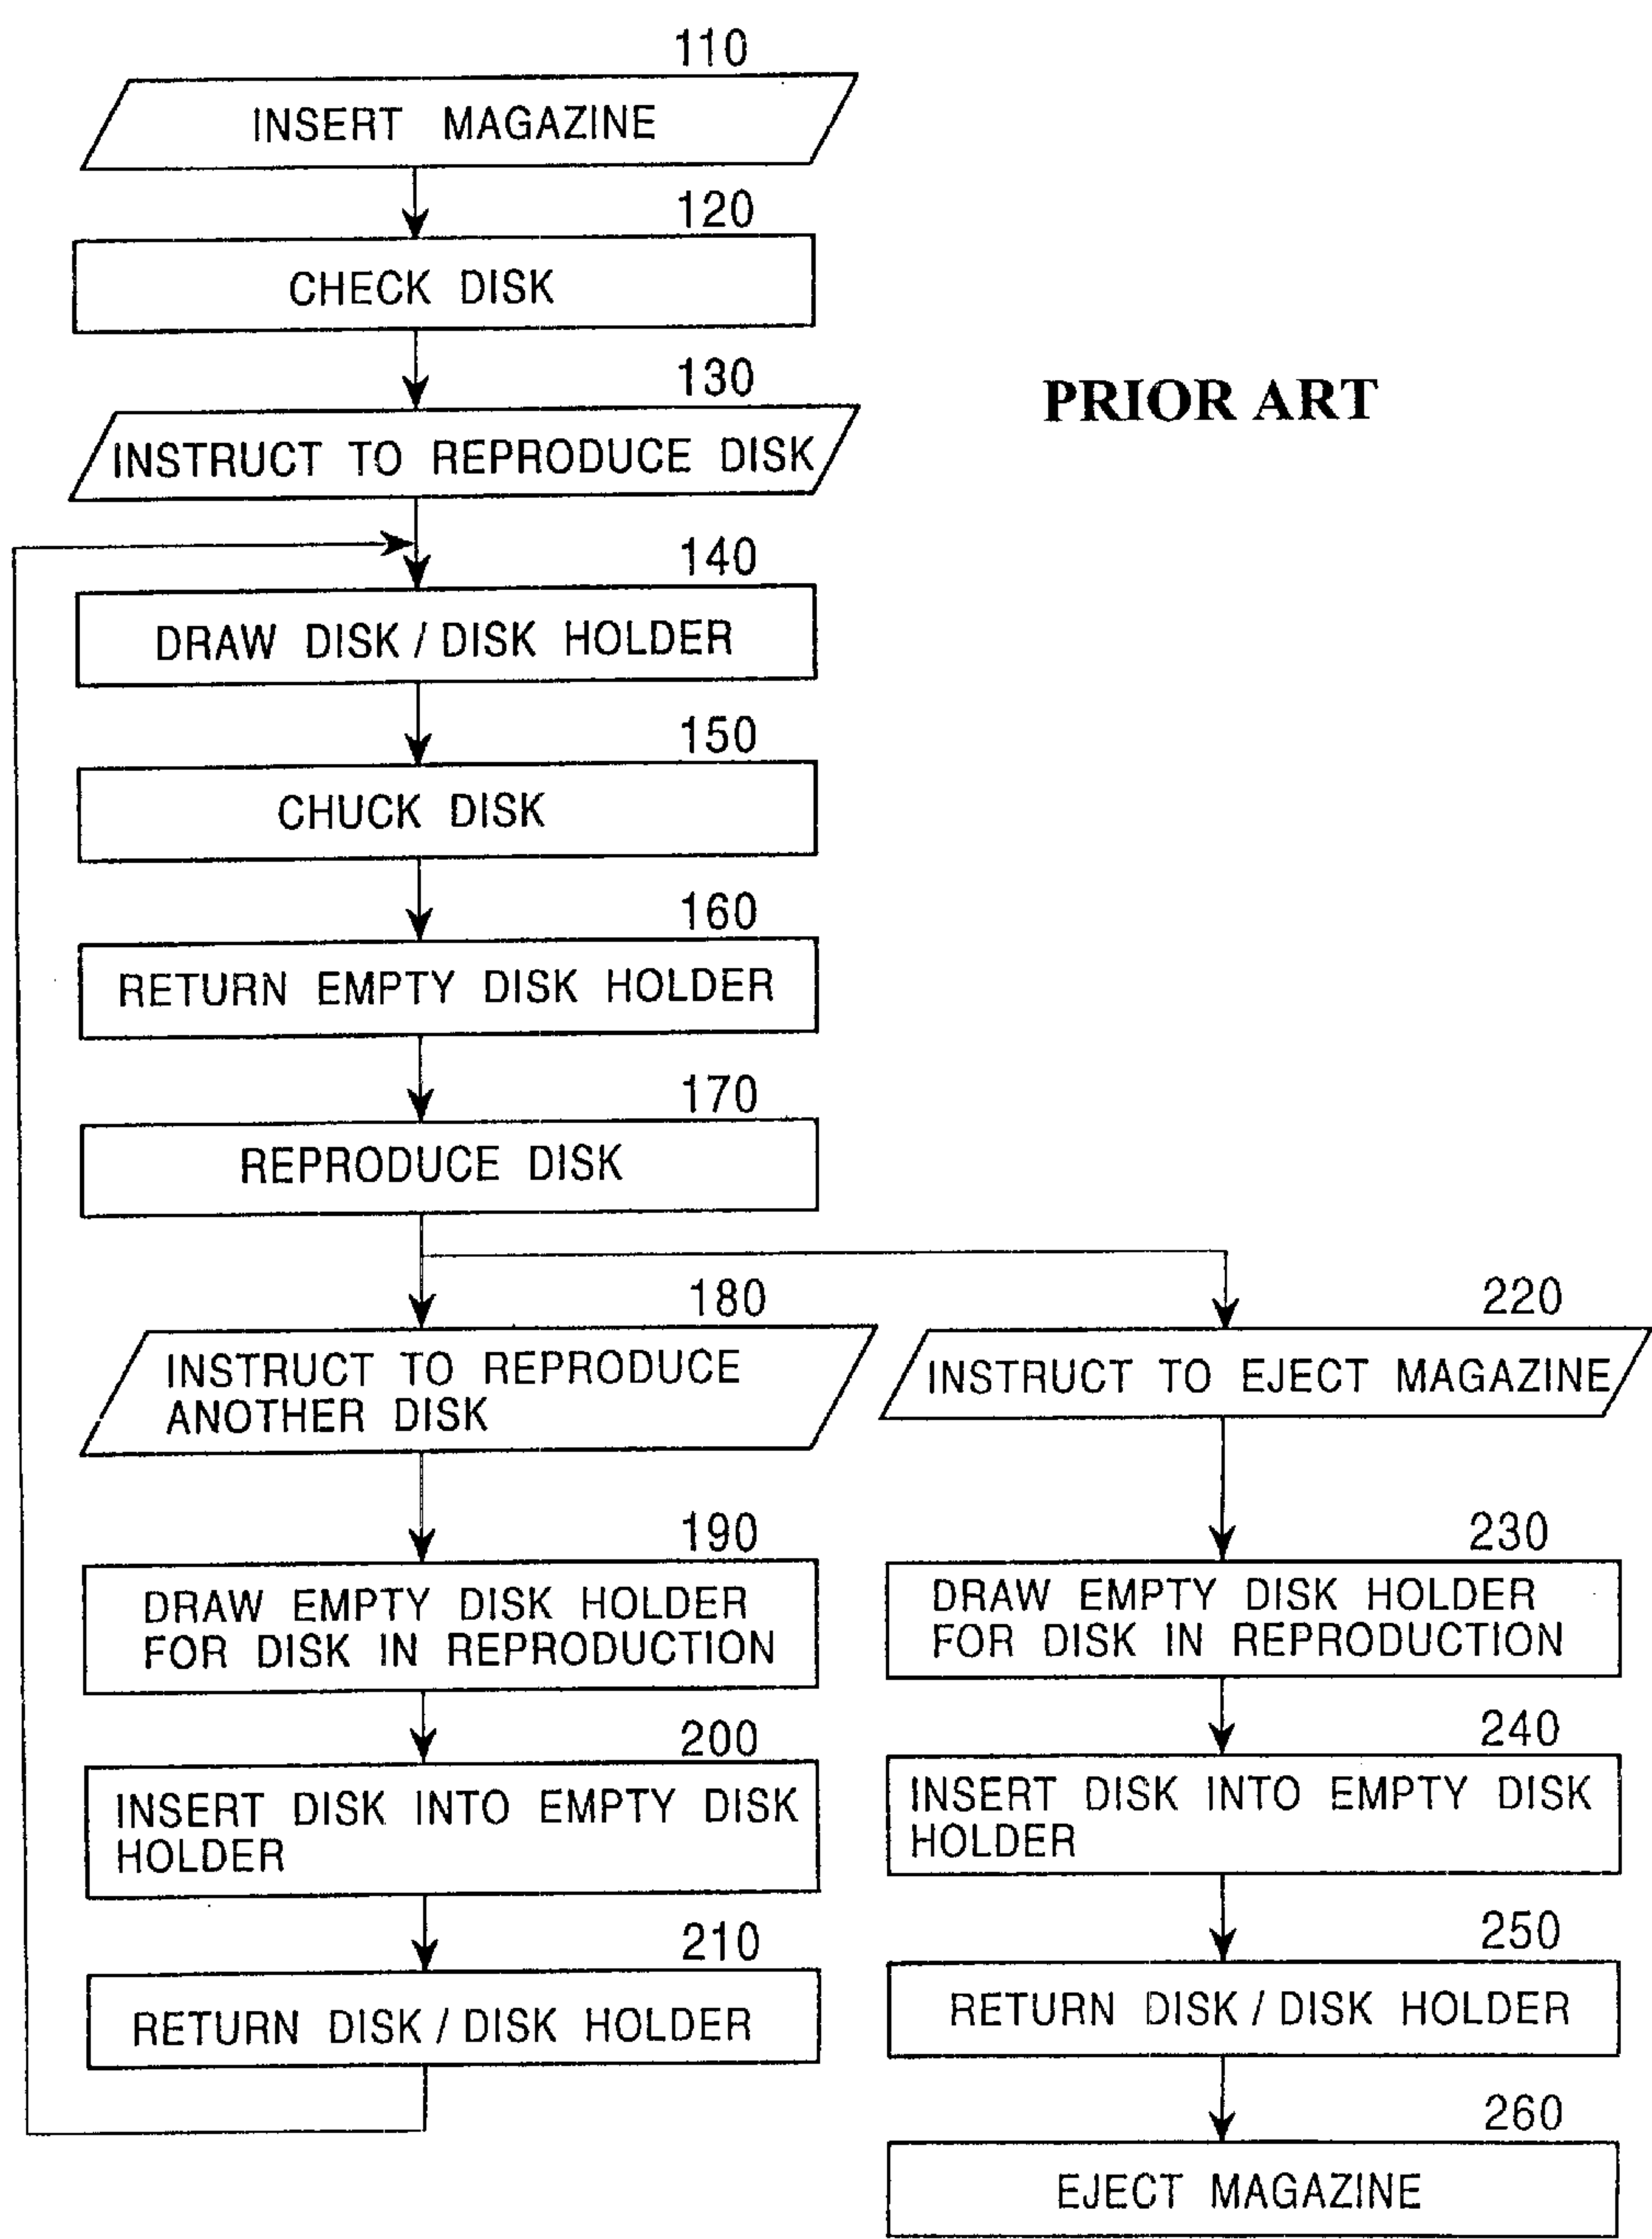 110
INSERT MAGAZINE
120
CHECK DISK
130
INSTRUCT TO REPRODUCE DISK
PRIOR ART
140
DRAW DISK / DISK HOLDER
150
CHUCK DISK
160
RETURN EMPTY DISK HOLDER
170
REPRODUCE DISK
180
INSTRUCT TO REPRODUCE
ANOTHER DISK
190
DRAW EMPTY DISK HOLDER
FOR DISK IN REPRODUCTION
200
INSERT DISK INTO EMPTY DISK
HOLDER
210
RETURN DISK / DISK HOLDER
220
INSTRUCT TO EJECT MAGAZINE
230
DRAW EMPTY DISK HOLDER
FOR DISK IN REPRODUCTION
240
INSERT DISK INTO EMPTY DISK
HOLDER
250
RETURN DISK / DISK HOLDER
260
EJECT MAGAZINE